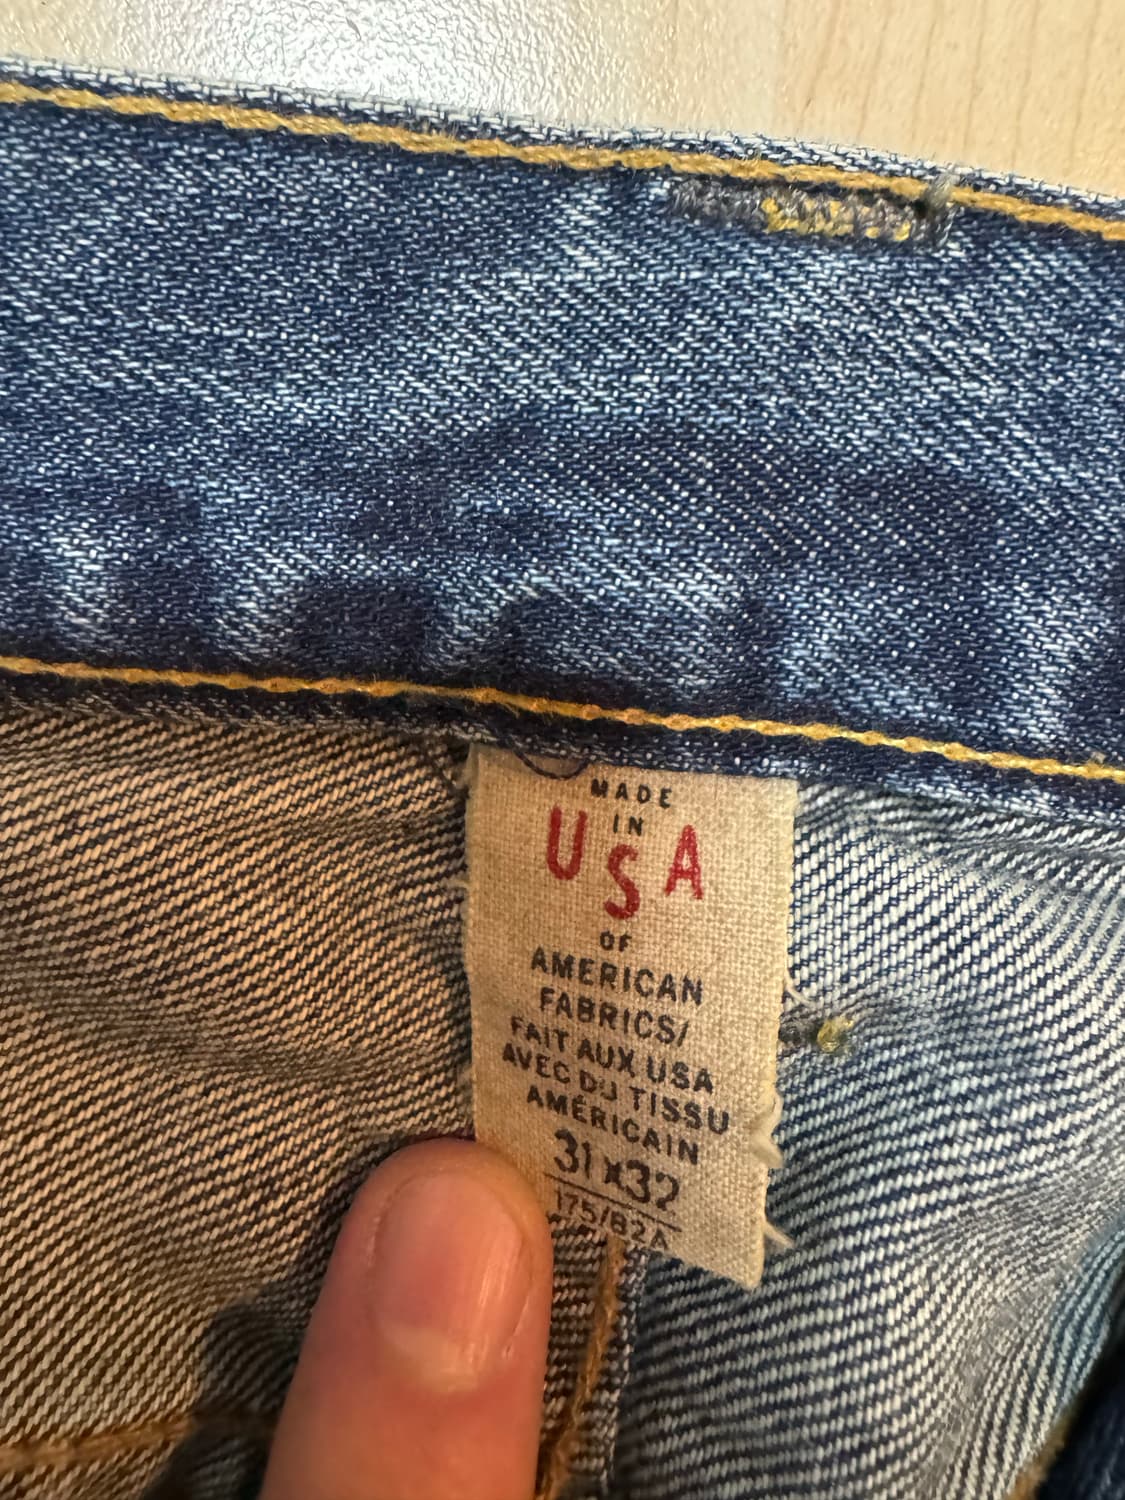 MADE
IN
USA
OF
AMERICAN
FABRICS/
FAIT AUX USA
AVEC DU TISSU
AMÉRICAIN
31x32
175/82A